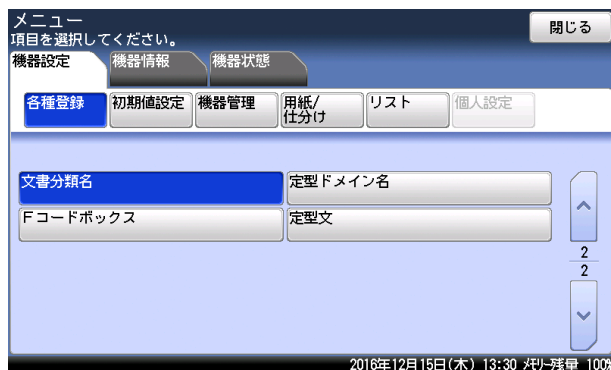 メニュー
項目を選択してください。
閉じる
機器設定
機器情報
機器状態
各種登録
初期値設定
機器管理
用紙/
仕分け
リスト
個人設定
文書分類名
定型ドメイン名
Fコードボックス
定型文
2
2
2016年12月15日(木) 13:30 メモリー残量 100%